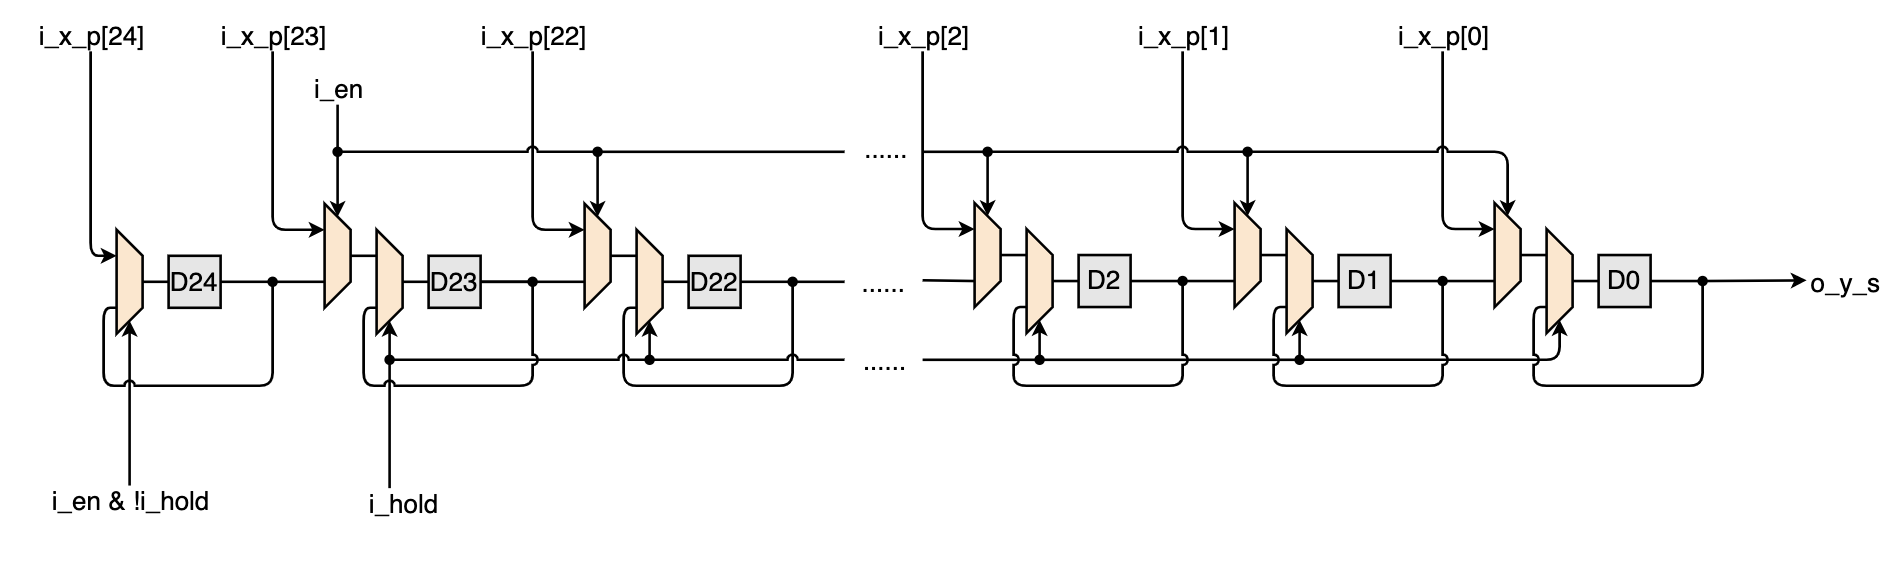 i_x_p[24]
i_x_p[23]
i_x_p[22]
i_x_p[2]
i_x_p[1]
i_x_p[0]
i_en
......
D24
D23
D22
......
D2
D1
D0
o_y_s
......
i_en & !i_hold
i_hold